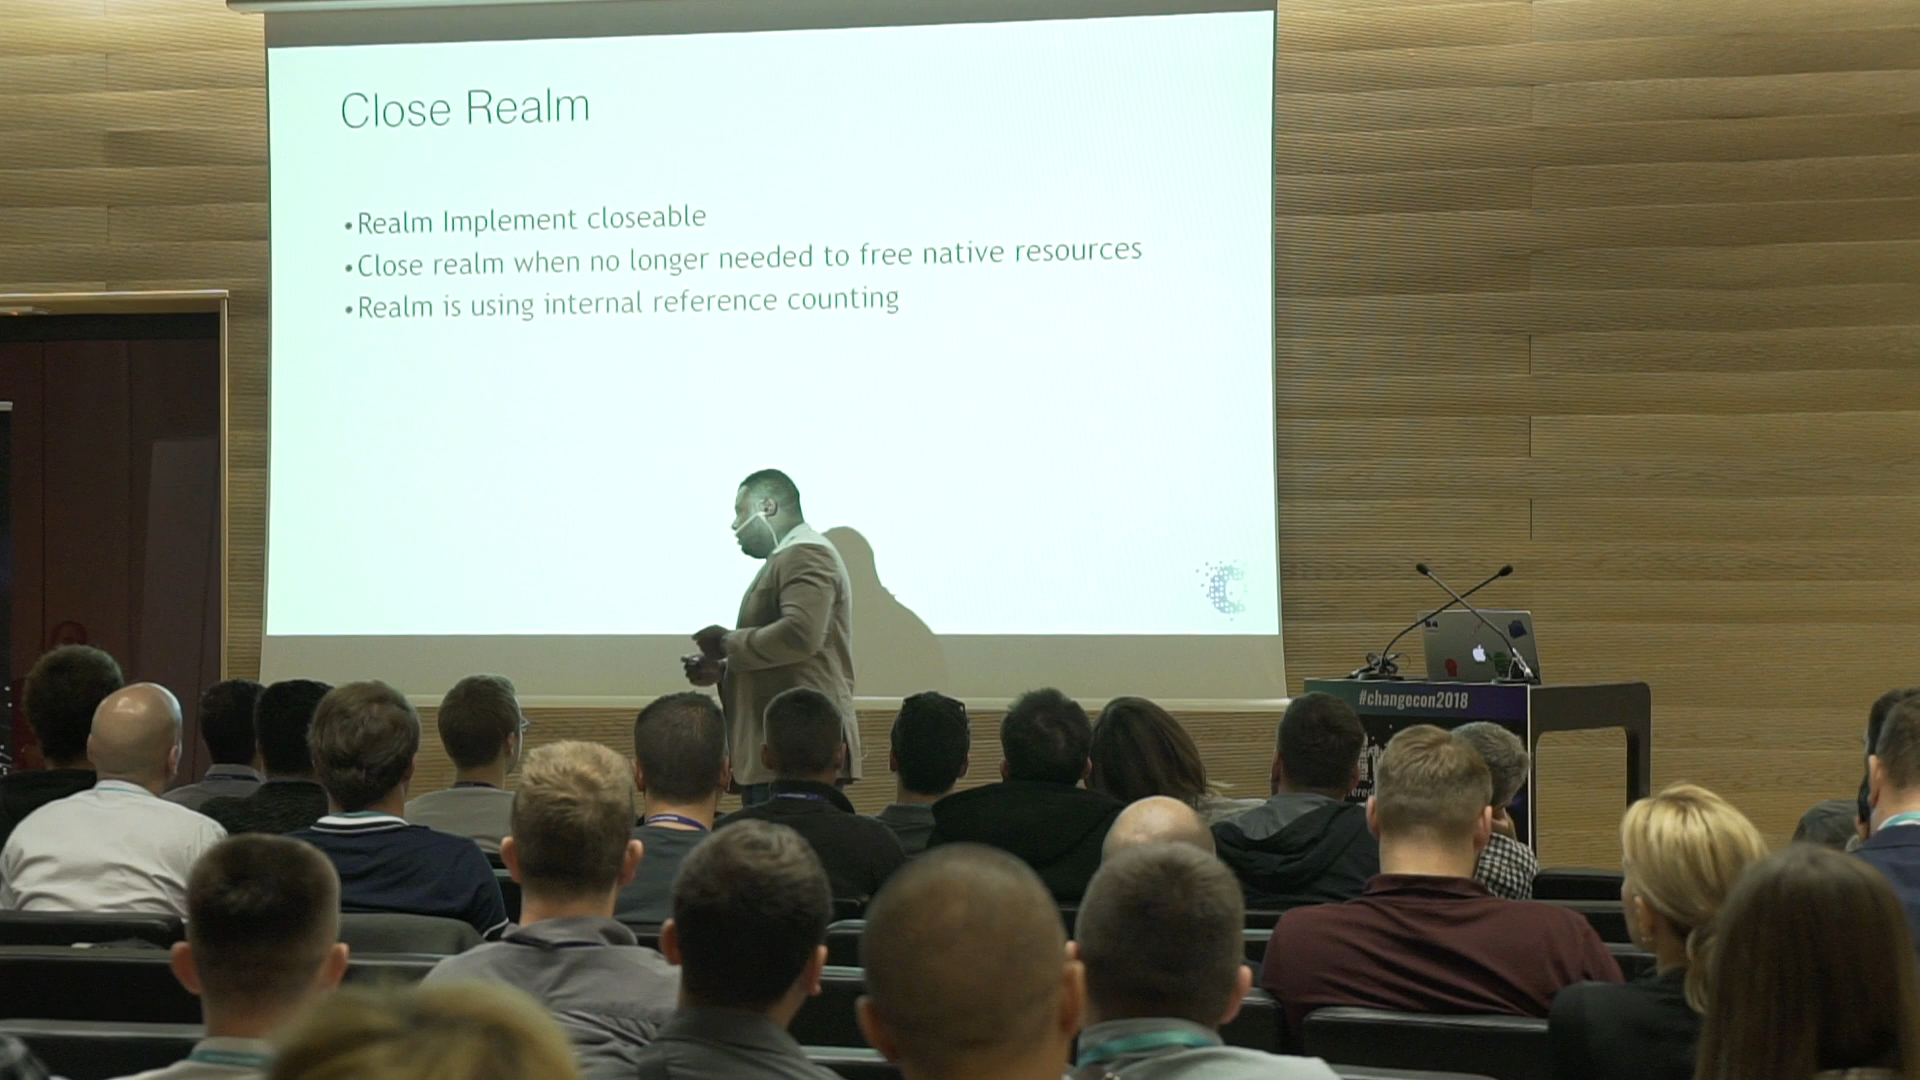 Close Realm
•Realm Implement closeable
•Close realm when no longer needed to free native resources
•Realm is using internal reference counting
#changecon2018